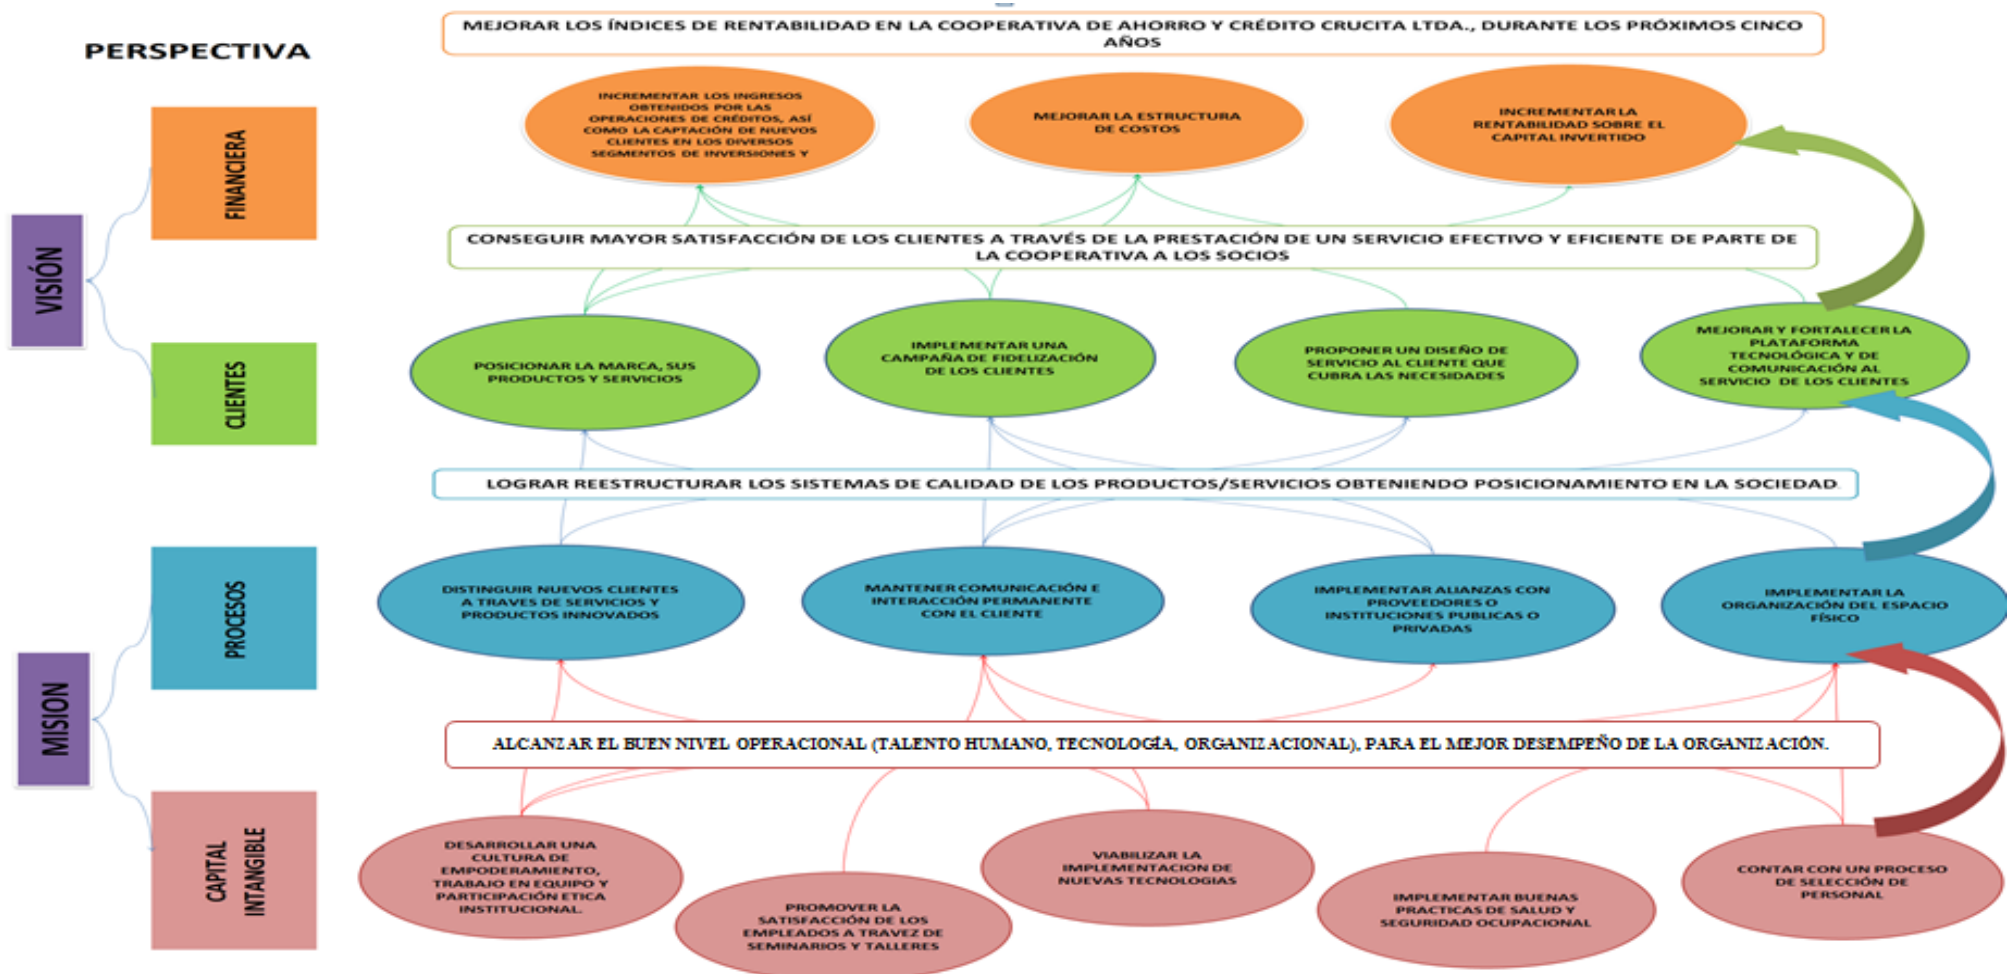 MEJORAR LOS ÍNDICES DE RENTABILIDAD EN LA COOPERATIVA DE AHORRO Y CRÉDITO CRUCITA LTDA., DURANTE LOS PRÓXIMOS CINCO
AÑOS
PERSPECTIVA
VISIÓN
FINANCIERA
INCREMENTAR LOS INGRESOS
OBTENIDOS POR LAS
OPERACIONES DE CRÉDITOS, ASÍ
COMO LA CAPTACIÓN DE NUEVOS
CLIENTES EN LOS DIVERSOS
SEGMENTOS DE INVERSIONES Y
MEJORAR LA ESTRUCTURA
DE COSTOS
INCREMENTAR LA
RENTABILIDAD SOBRE EL
CAPITAL INVERTIDO
CONSEGUIR MAYOR SATISFACCIÓN DE LOS CLIENTES A TRAVÉS DE LA PRESTACIÓN DE UN SERVICIO EFECTIVO Y EFICIENTE DE PARTE DE
LA COOPERATIVA A LOS SOCIOS
CLIENTES
POSICIONAR LA MARCA, SUS
PRODUCTOS Y SERVICIOS
IMPLEMENTAR UNA
CAMPAÑA DE FIDELIZACIÓN
DE LOS CLIENTES
PROPONER UN DISEÑO DE
SERVICIO AL CLIENTE QUE
CUBRA LAS NECESIDADES
MEJORAR Y FORTALECER LA
PLATAFORMA
TECNOLÓGICA Y DE
COMUNICACIÓN AL
SERVICIO DE LOS CLIENTES
LOGRAR REESTRUCTURAR LOS SISTEMAS DE CALIDAD DE LOS PRODUCTOS/SERVICIOS OBTENIENDO POSICIONAMIENTO EN LA SOCIEDAD.
MISION
PROCESOS
DISTINGUIR NUEVOS CLIENTES
A TRAVES DE SERVICIOS Y
PRODUCTOS INNOVADOS
MANTENER COMUNICACIÓN E
INTERACCIÓN PERMANENTE
CON EL CLIENTE
IMPLEMENTAR ALIANZAS CON
PROVEEDORES O
INSTITUCIONES PUBLICAS O
PRIVADAS
IMPLEMENTAR LA
ORGANIZACIÓN DEL ESPACIO
FÍSICO
ALCANZAR EL BUEN NIVEL OPERACIONAL (TALENTO HUMANO, TECNOLOGÍA, ORGANIZACIONAL), PARA EL MEJOR DESEMPEÑO DE LA ORGANIZACIÓN.
CAPITAL
INTANGIBLE
DESARROLLAR UNA
CULTURA DE
EMPODERAMIENTO,
TRABAJO EN EQUIPO Y
PARTICIPACIÓN ETICA
INSTITUCIONAL.
PROMOVER LA
SATISFACCIÓN DE LOS
EMPLEADOS A TRAVEZ DE
SEMINARIOS Y TALLERES
VIABILIZAR LA
IMPLEMENTACION DE
NUEVAS TECNOLOGIAS
IMPLEMENTAR BUENAS
PRACTICAS DE SALUD Y
SEGURIDAD OCUPACIONAL
CONTAR CON UN PROCESO
DE SELECCIÓN DE
PERSONAL